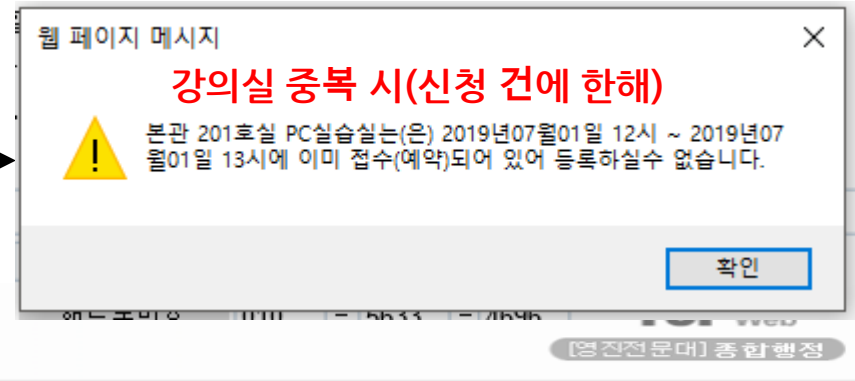 웹 페이지 메시지
강의실 중복 시(신청 건에 한해)
본관 201호실 PC실습실는(은) 2019년07월01일 12시 ~ 2019년07
월01일 13시에 이미 접수(예약)되어 있어 등록하실수 없습니다.
확인
Web
[영진전문대] 종합행정